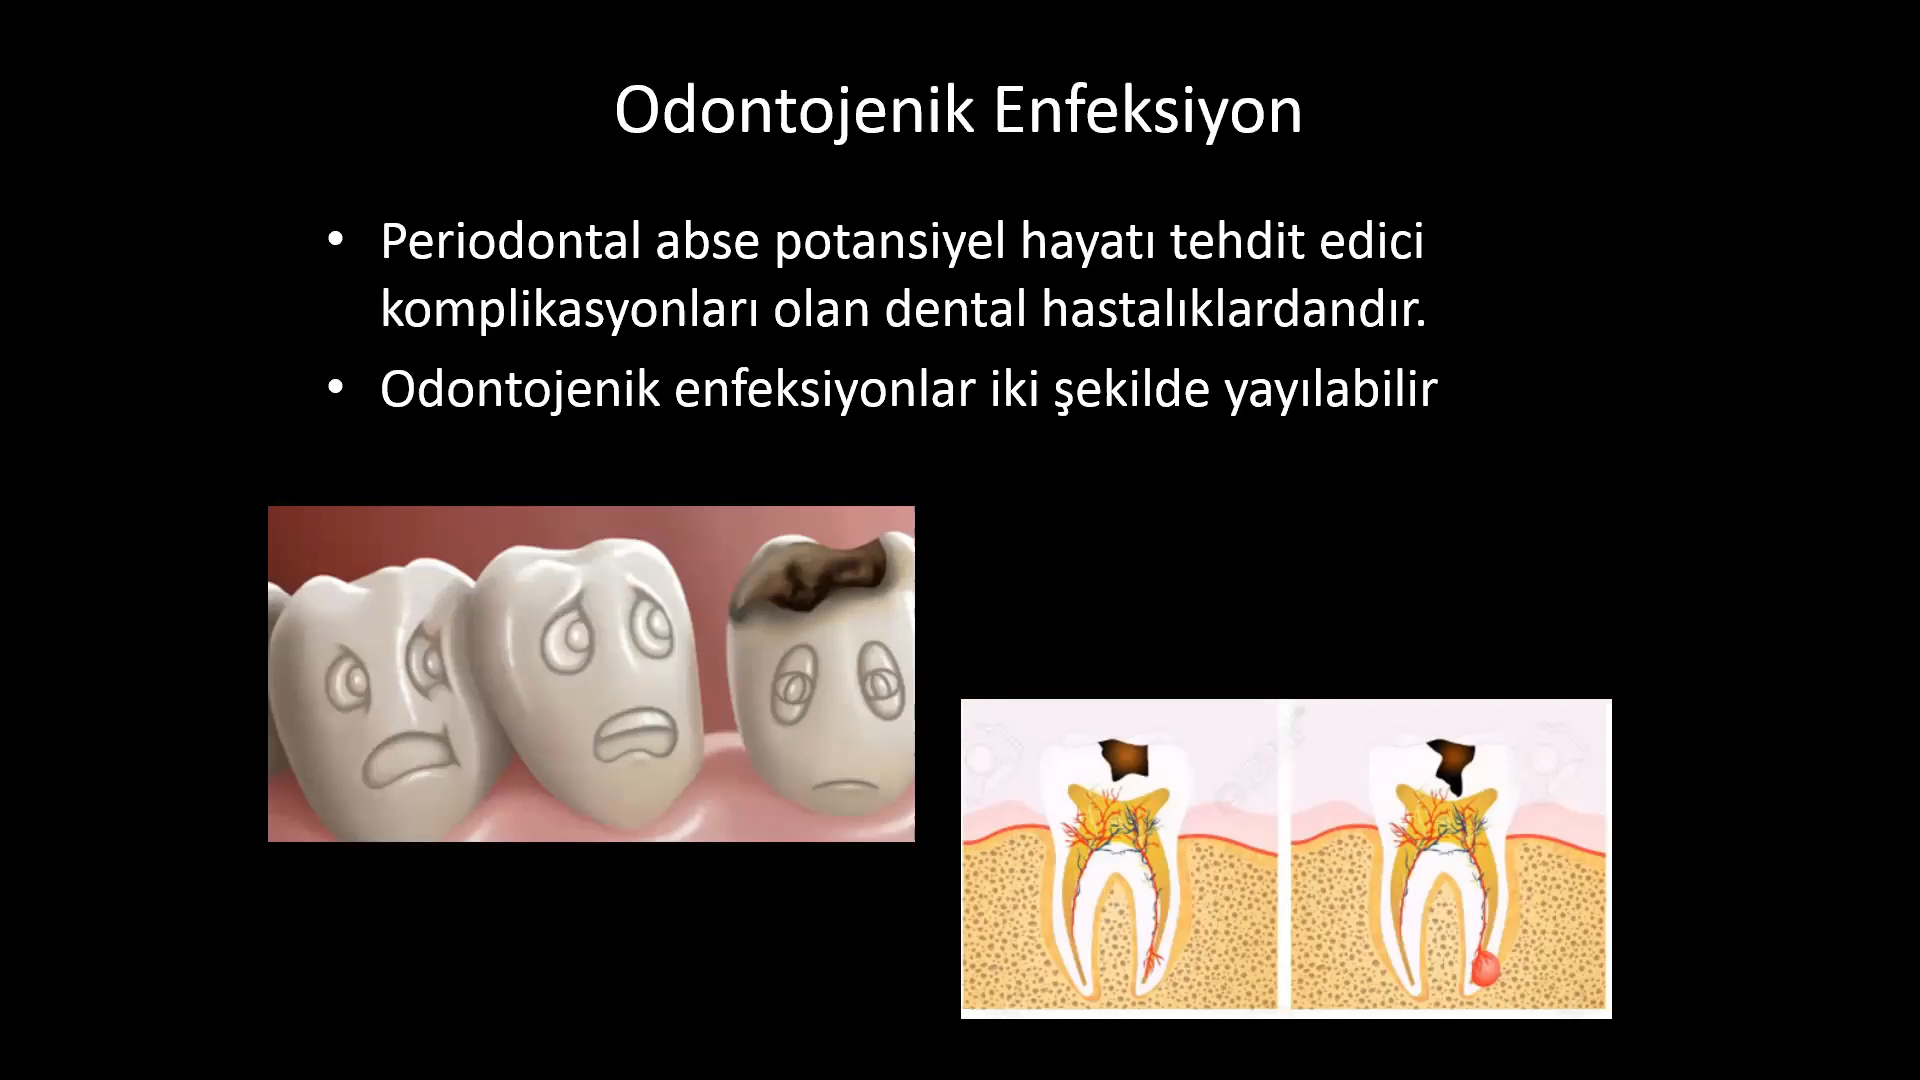 Odontojenik Enfeksiyon
• Periodontal abse potansiyel hayatı tehdit edici
komplikasyonları olan dental hastalıklardandır.
• Odontojenik enfeksiyonlar iki şekilde yayılabilir